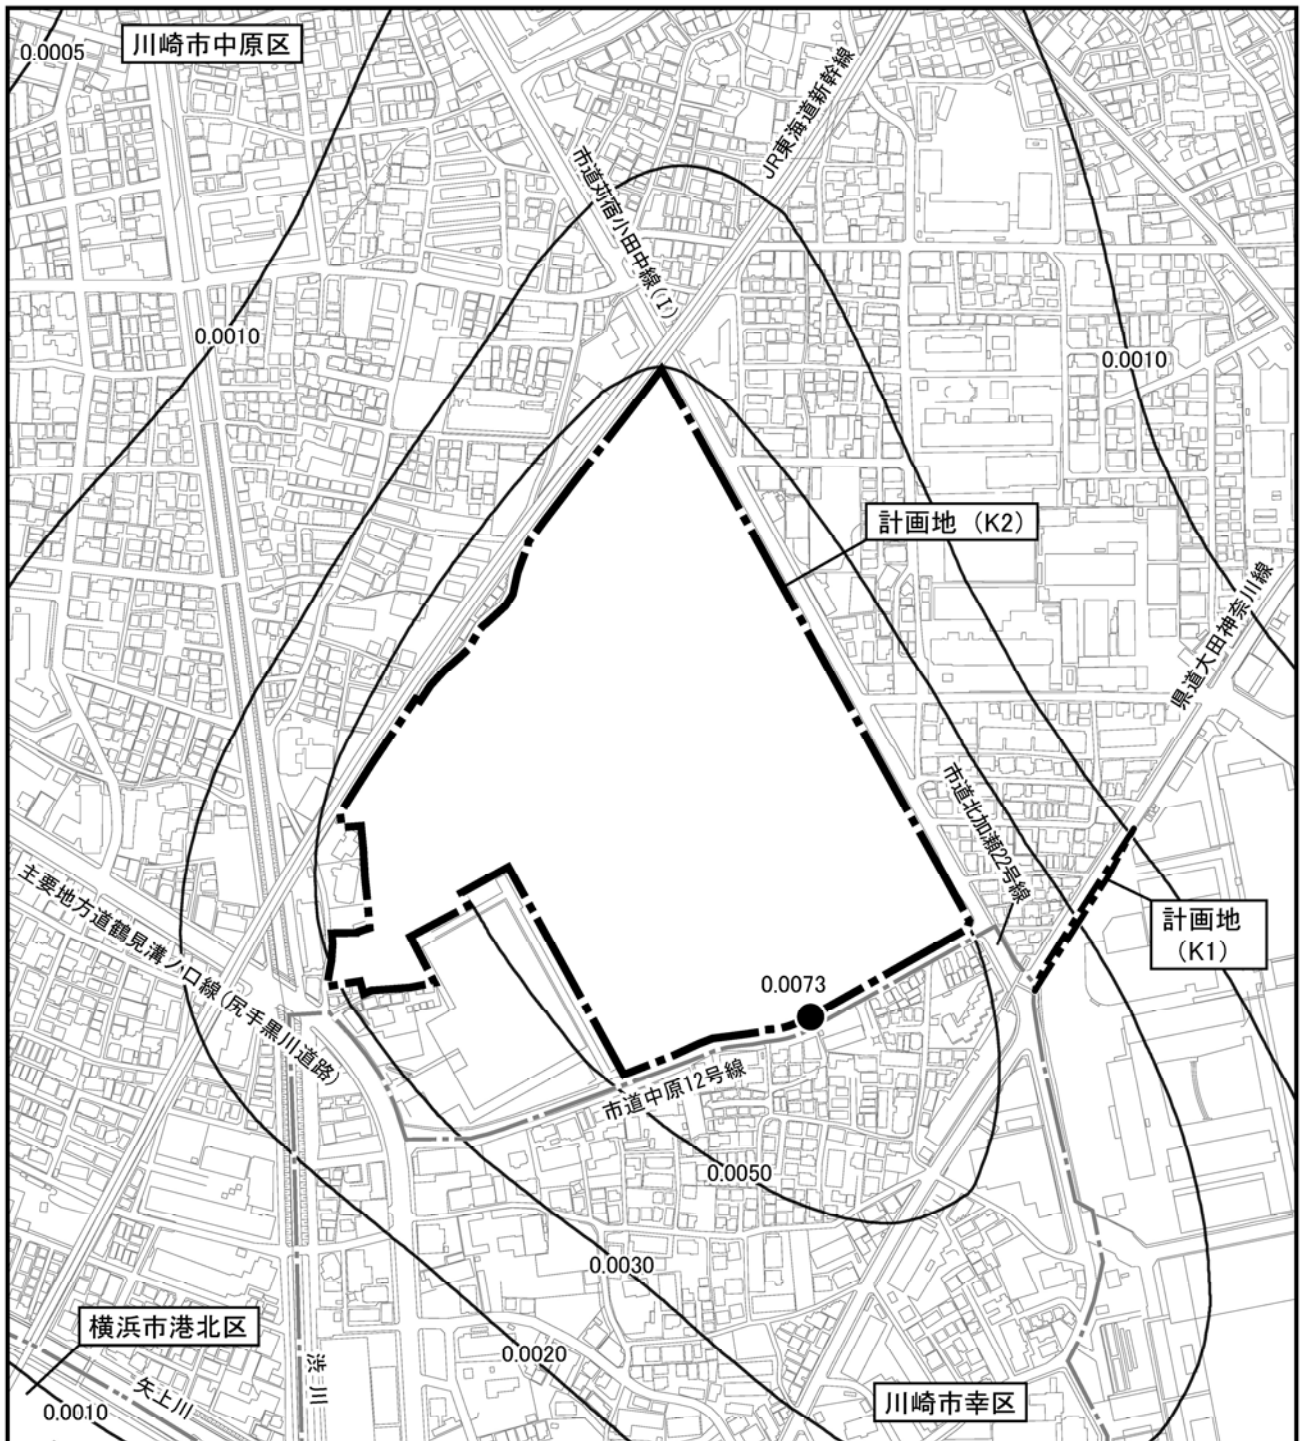 0.0005
川崎市中原区
JR東海道新幹線
市道苅宿小田中線(Ⅰ)
0.0010
0.0010
計画地（K2）
県道大田神奈川線
市道北加瀬22号線
主要地方道鶴見溝ノ口線(尻手黒川道路)
計画地
（K1）
0.0073
市道中原12号線
0.0050
0.0030
横浜市港北区
0.0020
渋川
矢上川
川崎市幸区
0.0010